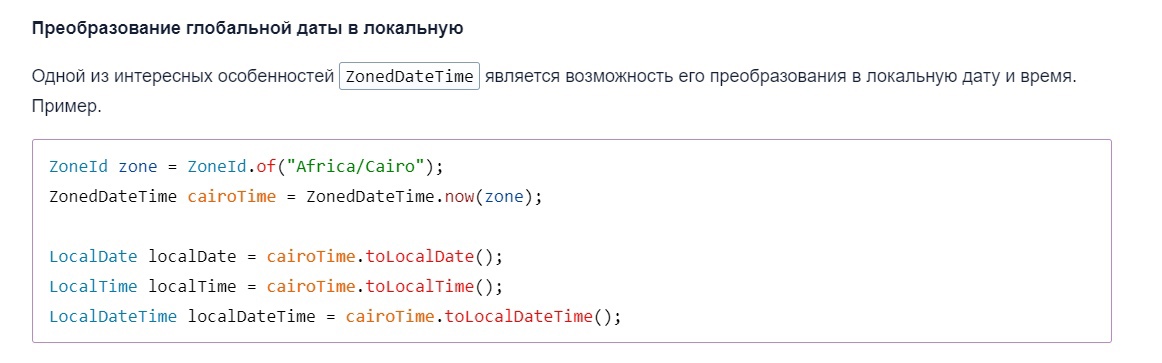 Преобразование глобальной даты в локальную
Одной из интересных особенностей ZonedDateTime является возможность его преобразования в локальную дату и время.
Пример.
ZoneId zone = ZoneId.of("Africa/Cairo");
ZonedDateTime cairoTime = ZonedDateTime.now(zone);
LocalDate localDate = cairoTime.toLocalDate();
LocalTime localTime = cairoTime.toLocalTime();
LocalDateTime localDateTime = cairoTime.toLocalDateTime();